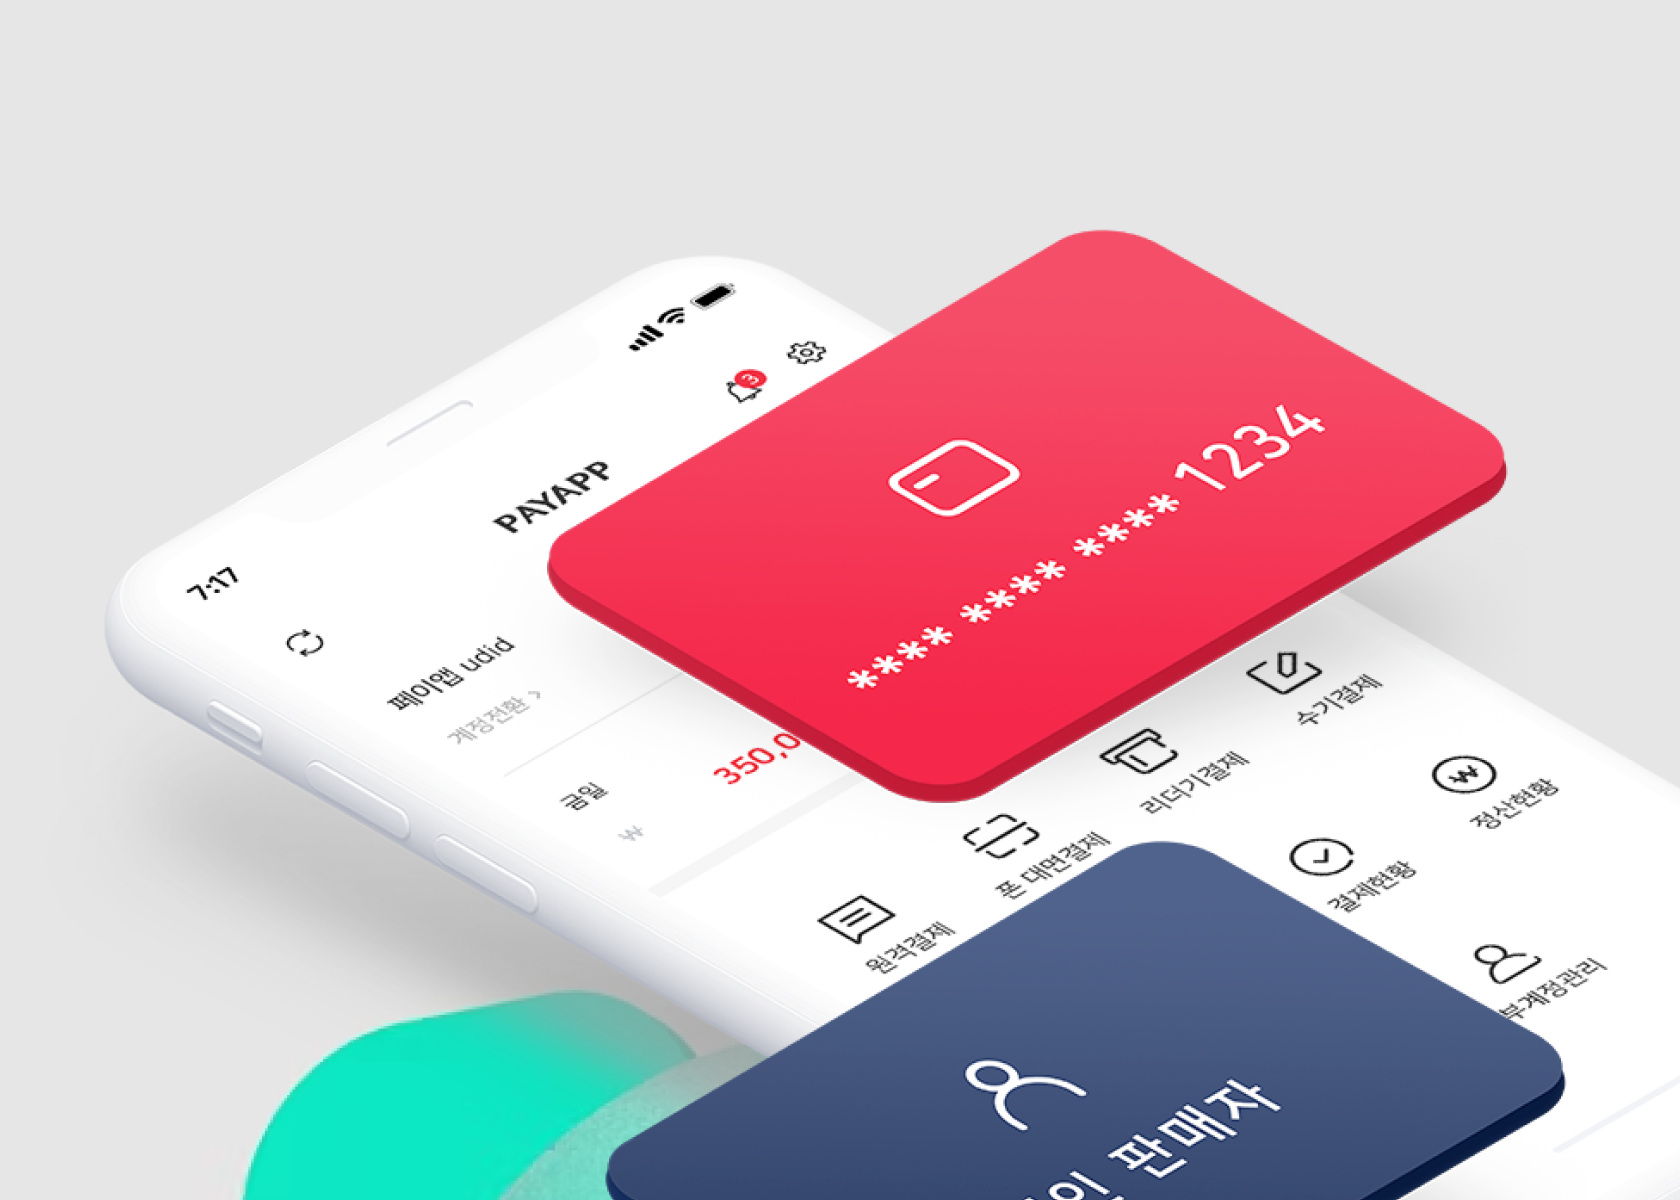 7:17
3
PAYAPP
페이앱 udid
계정전환 >
금일
350,0
₩
**** **** **** 1234
원격결제
폰 대면결제
리더기결제
수기결제
결제현황
₩
정산현황
부계정관리
인 판매자